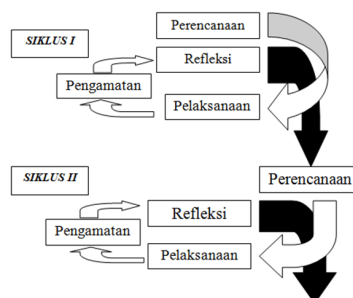 Perencanaan
SIKLUS I
Refleksi
Pengamatan
Pelaksanaan
SIKLUS II
Perencanaan
Refleksi
Pengamatan
Pelaksanaan